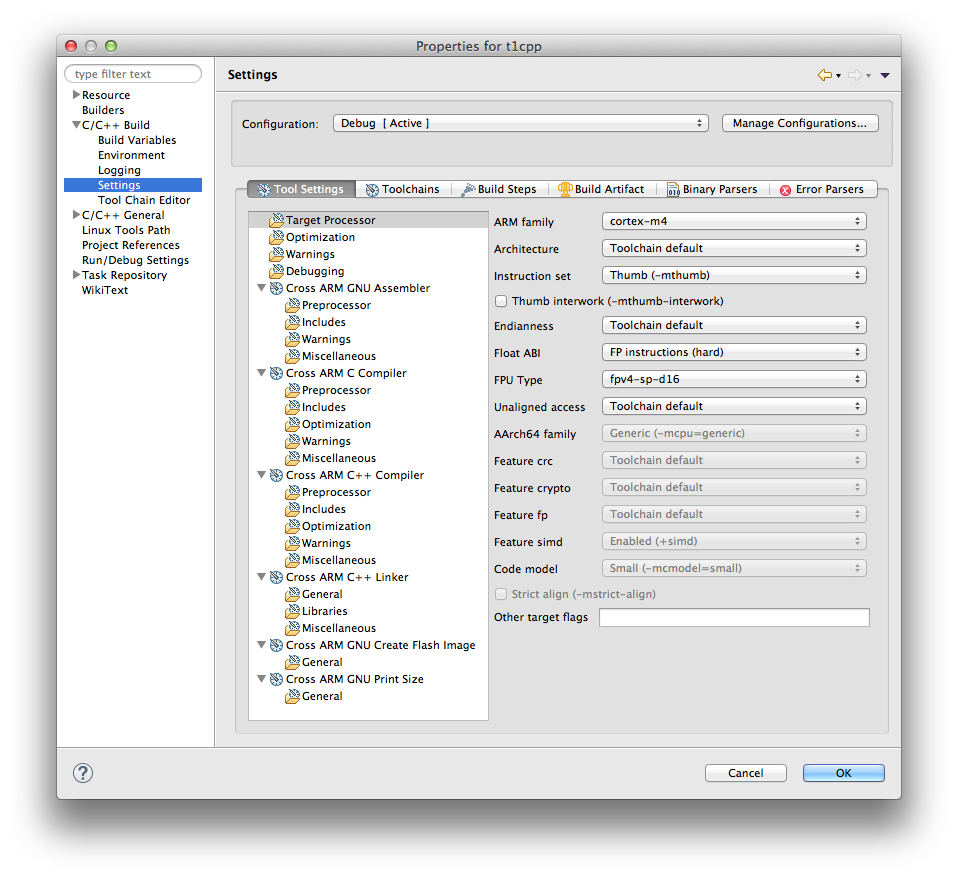 Properties for t1cpp
type filter text
Resource
Builders
C/C++ Build
Build Variables
Environment
Logging
Settings
Tool Chain Editor
C/C++ General
Linux Tools Path
Project References
Run/Debug Settings
Task Repository
WikiText
Settings
Configuration: Debug [ Active ] Manage Configurations...
Tool Settings Toolchains Build Steps Build Artifact Binary Parsers Error Parsers
Target Processor
Optimization
Warnings
Debugging
Cross ARM GNU Assembler
Preprocessor
Includes
Warnings
Miscellaneous
Cross ARM C Compiler
Preprocessor
Includes
Optimization
Warnings
Miscellaneous
Cross ARM C++ Compiler
Preprocessor
Includes
Optimization
Warnings
Miscellaneous
Cross ARM C++ Linker
General
Libraries
Miscellaneous
Cross ARM GNU Create Flash Image
General
Cross ARM GNU Print Size
General
ARM family cortex-m4
Architecture Toolchain default
Instruction set Thumb (-mthumb)
Thumb interwork (-mthumb-interwork)
Endianness Toolchain default
Float ABI FP instructions (hard)
FPU Type fpv4-sp-d16
Unaligned access Toolchain default
AArch64 family Generic (-mcpu=generic)
Feature crc Toolchain default
Feature crypto Toolchain default
Feature fp Toolchain default
Feature simd Enabled (+simd)
Code model Small (-mcmodel=small)
Strict align (-mstrict-align)
Other target flags
? Cancel OK